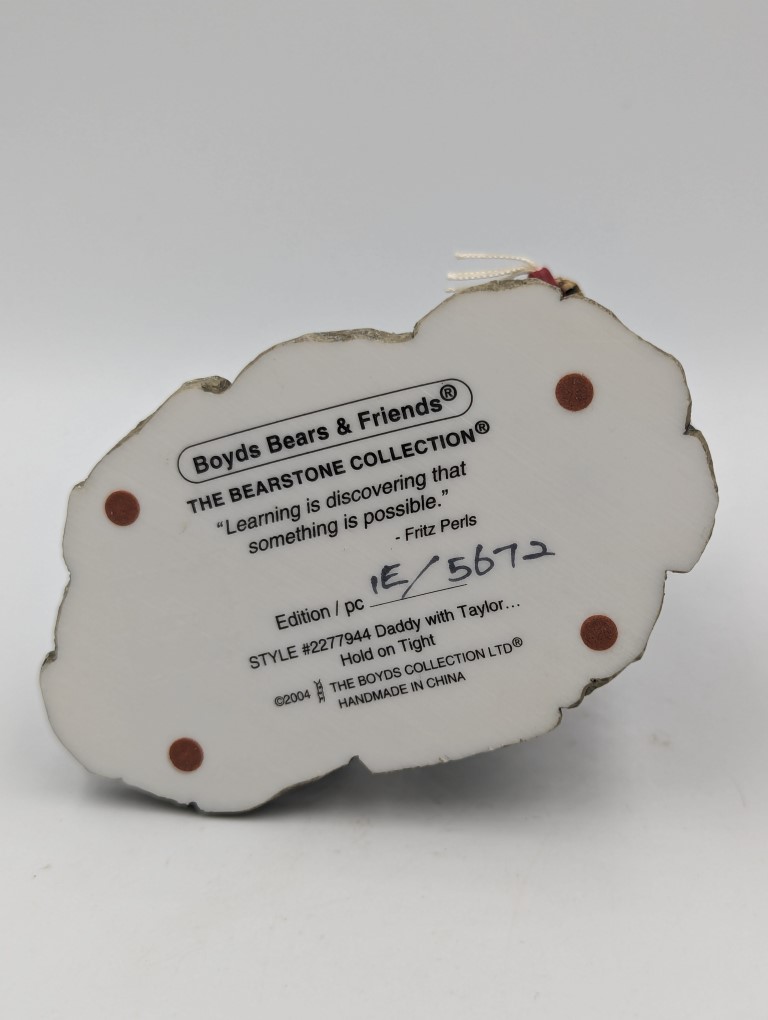 Boyds Bears & Friends®
THE BEARSTONE COLLECTION®
“Learning is discovering that
something is possible.”
- Fritz Perls
Edition / pc 1E/5672
STYLE #2277944 Daddy with Taylor...
Hold on Tight
©2004 THE BOYDS COLLECTION LTD®
HANDMADE IN CHINA